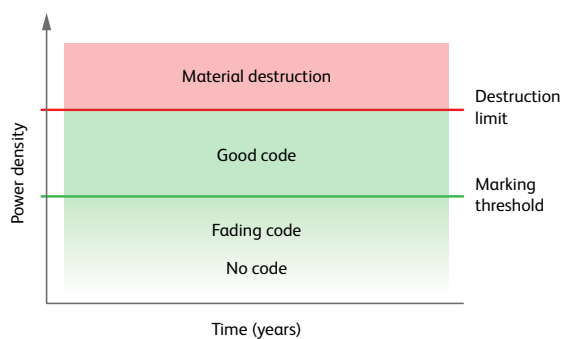 Power density
Material destruction
Destruction
limit
Good code
Marking
threshold
Fading code
No code
Time (years)